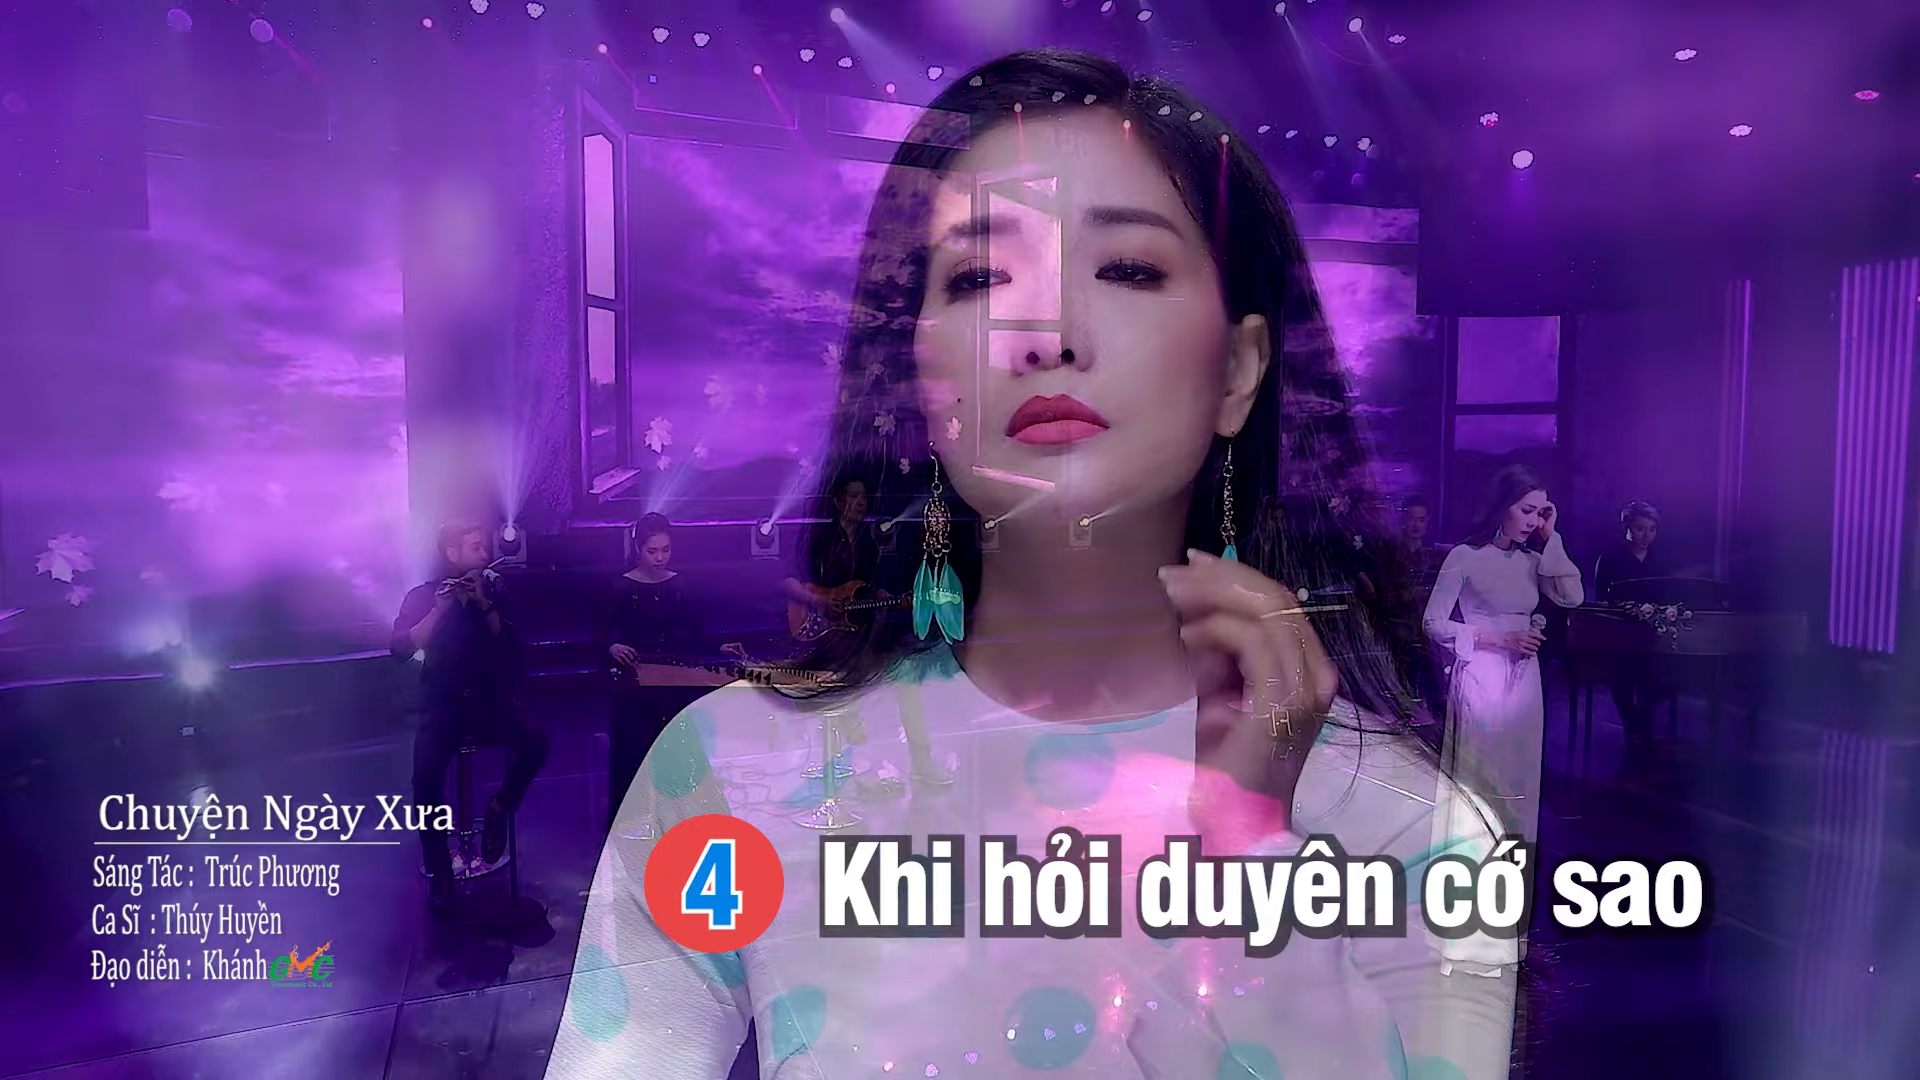 Chuyện Ngày Xưa
Sáng Tác : Trúc Phương
Ca Sĩ : Thúy Huyền
Đạo diễn : Khánh
GMC
4 Khi hỏi duyên cớ sao